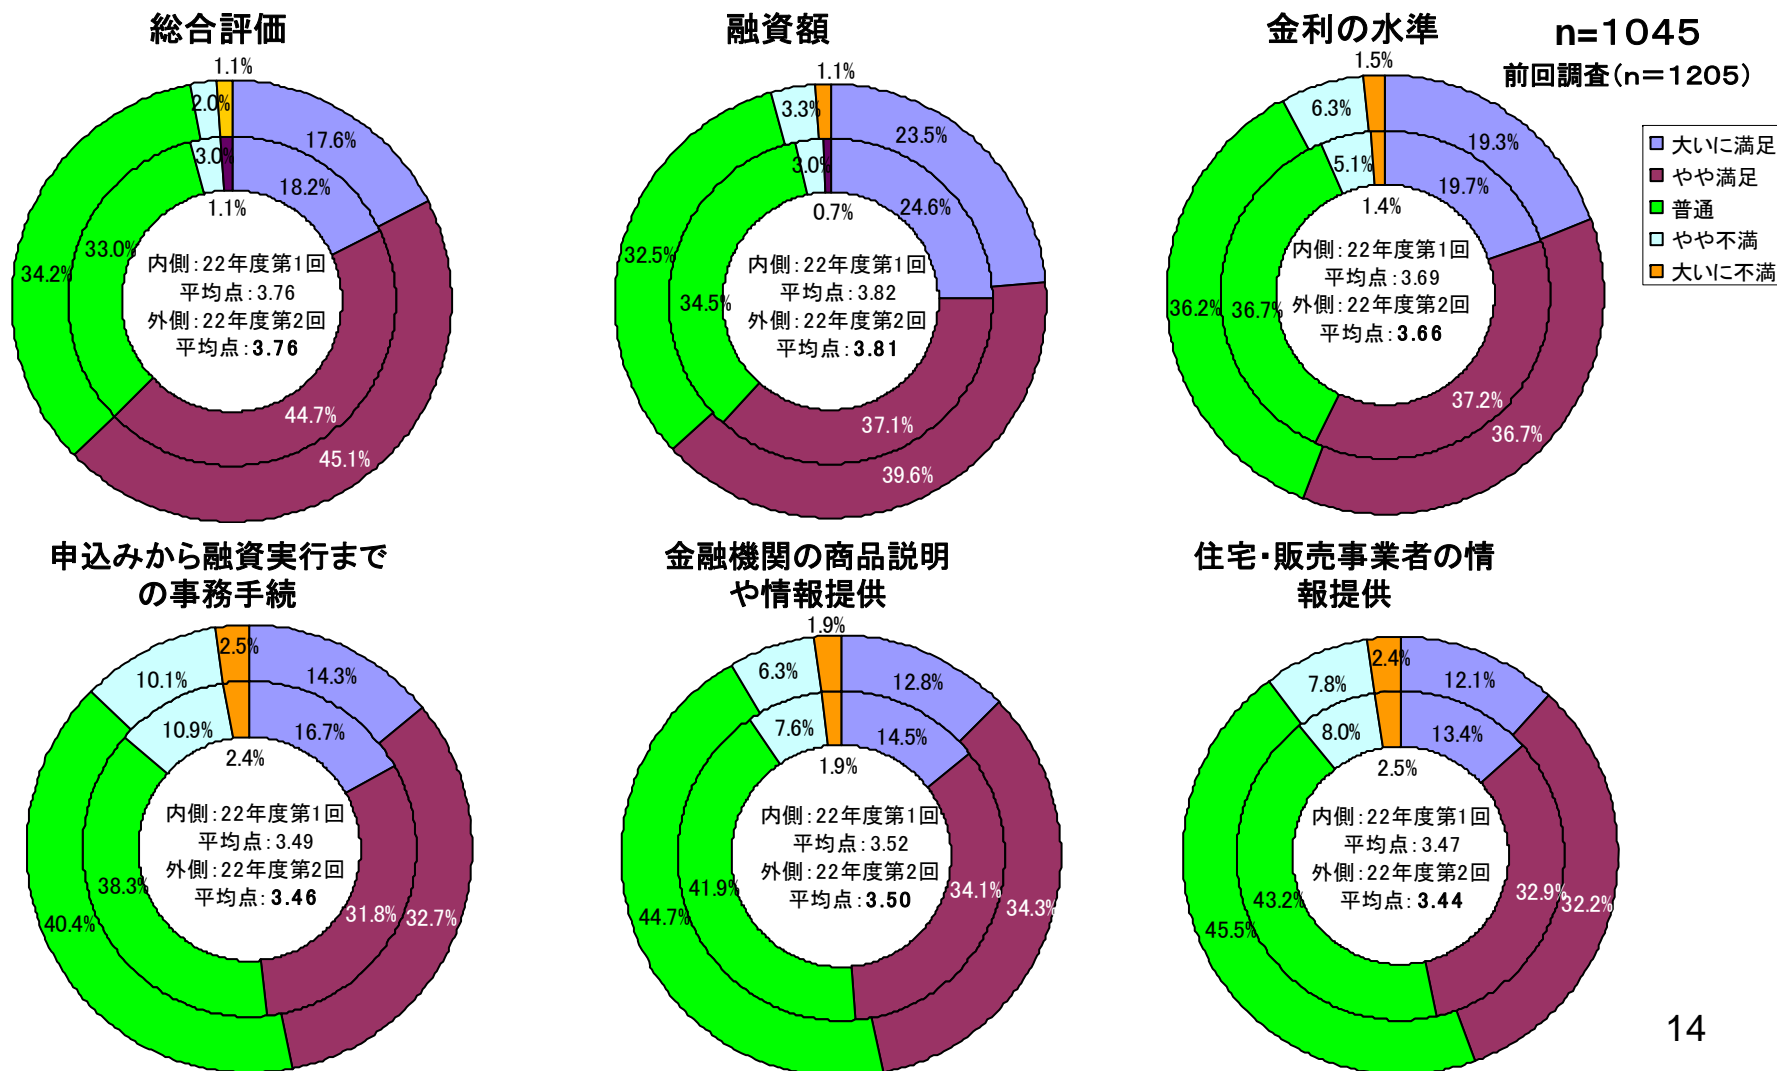 総合評価
1.1%
2.0%
17.6%
3.0%
18.2%
1.1%
33.0%
34.2%
内側:22年度第1回
平均点:3.76
外側:22年度第2回
平均点:3.76
44.7%
45.1%
融資額
1.1%
3.3%
23.5%
3.0%
24.6%
0.7%
32.5%
34.5%
内側:22年度第1回
平均点:3.82
外側:22年度第2回
平均点:3.81
37.1%
39.6%
金利の水準
1.5%
6.3%
19.3%
5.1%
19.7%
1.4%
36.2%
36.7%
内側:22年度第1回
平均点:3.69
外側:22年度第2回
平均点:3.66
37.2%
36.7%
n=1045
前回調査(n=1205)
大いに満足
やや満足
普通
やや不満
大いに不満
申込みから融資実行まで
の事務手続
2.5%
10.1%
14.3%
10.9%
16.7%
2.4%
内側:22年度第1回
平均点:3.49
外側:22年度第2回
平均点:3.46
38.3%
40.4%
31.8%
32.7%
金融機関の商品説明
や情報提供
1.9%
6.3%
12.8%
7.6%
14.5%
1.9%
内側:22年度第1回
平均点:3.52
外側:22年度第2回
平均点:3.50
41.9%
44.7%
34.1%
34.3%
住宅・販売事業者の情
報提供
2.4%
7.8%
12.1%
8.0%
13.4%
2.5%
内側:22年度第1回
平均点:3.47
外側:22年度第2回
平均点:3.44
43.2%
45.5%
32.9%
32.2%
14